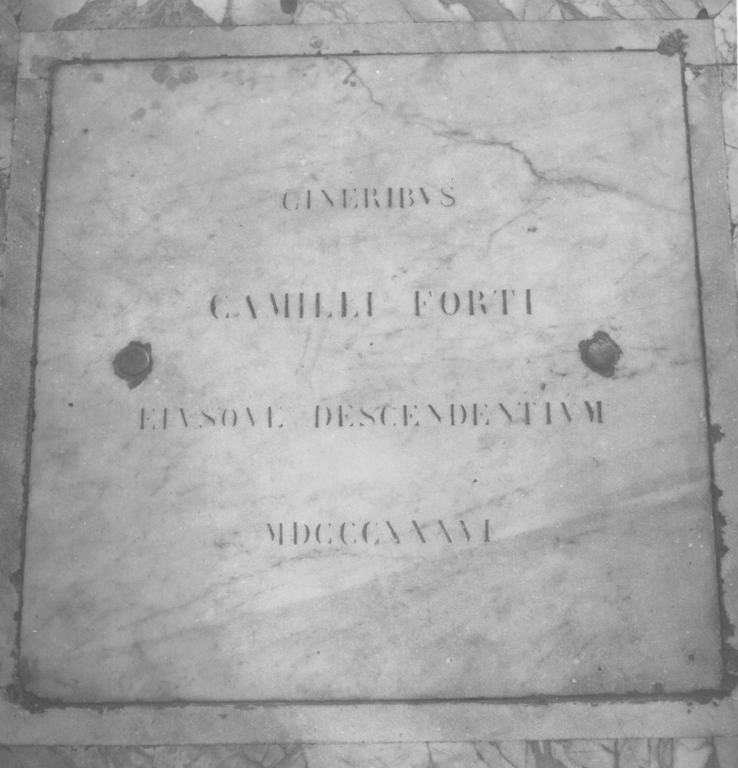 CINERIBVS
CAMILLI FORTI
EIVSQVE DESCENDENTIVM
MDCCCXXXVI